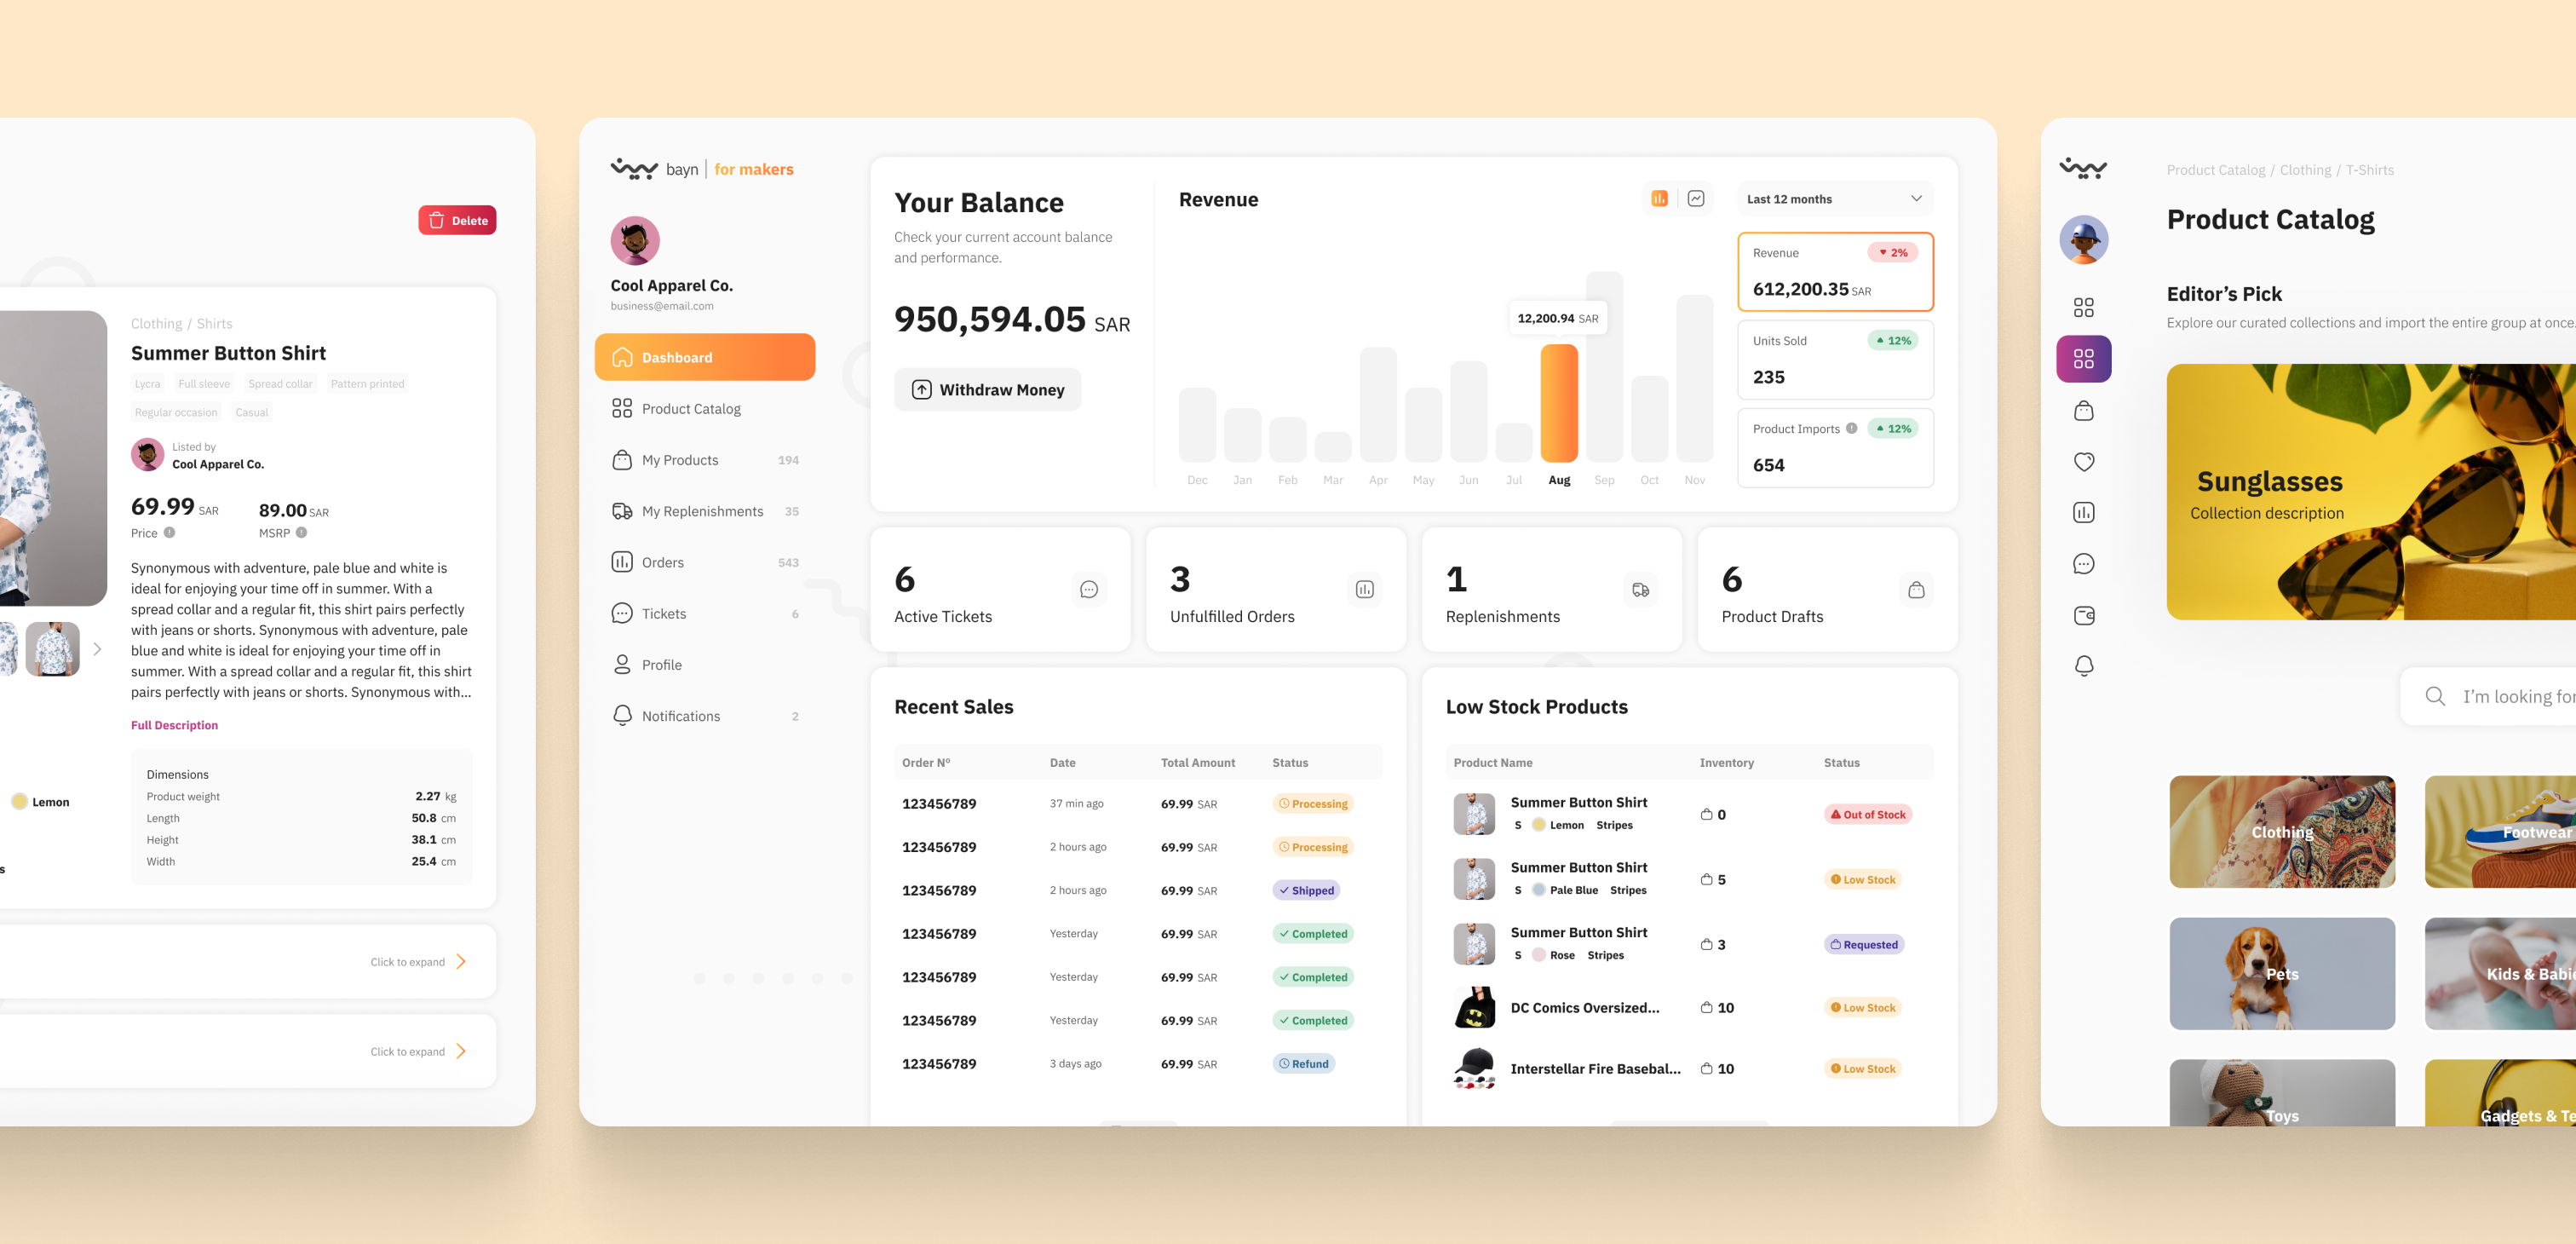 Delete
Clothing / Shirts
Summer Button Shirt
Lycra Full sleeve Spread collar Pattern printed
Regular occasion Casual
Listed by
Cool Apparel Co.
69.99 SAR 89.00 SAR
Price MSRP
Synonymous with adventure, pale blue and white is
ideal for enjoying your time off in summer. With a
spread collar and a regular fit, this shirt pairs perfectly
with jeans or shorts. Synonymous with adventure, pale
blue and white is ideal for enjoying your time off in
summer. With a spread collar and a regular fit, this shirt
pairs perfectly with jeans or shorts. Synonymous with...
Full Description
Dimensions
Product weight 2.27 kg
Length 50.8 cm
Height 38.1 cm
Width 25.4 cm
Lemon
s
Click to expand
Click to expand
bayn | for makers
Cool Apparel Co.
business@email.com
Dashboard
Product Catalog
My Products 194
My Replenishments 35
Orders 543
Tickets 6
Profile
Notifications 2
Your Balance
Check your current account balance
and performance.
950,594.05 SAR
Withdraw Money
Revenue
Last 12 months
12,200.94 SAR
Dec Jan Feb Mar Apr May Jun Jul Aug Sep Oct Nov
Revenue 2%
612,200.35 SAR
Units Sold 12%
235
Product Imports 12%
654
6
Active Tickets
3
Unfulfilled Orders
1
Replenishments
6
Product Drafts
Recent Sales
Order Nº Date Total Amount Status
123456789 37 min ago 69.99 SAR Processing
123456789 2 hours ago 69.99 SAR Processing
123456789 2 hours ago 69.99 SAR Shipped
123456789 Yesterday 69.99 SAR Completed
123456789 Yesterday 69.99 SAR Completed
123456789 Yesterday 69.99 SAR Completed
123456789 3 days ago 69.99 SAR Refund
Low Stock Products
Product Name Inventory Status
Summer Button Shirt
S Lemon Stripes
0 Out of Stock
Summer Button Shirt
S Pale Blue Stripes
5 Low Stock
Summer Button Shirt
S Rose Stripes
3 Requested
DC Comics Oversized... 10 Low Stock
Interstellar Fire Basebal... 10 Low Stock
Product Catalog / Clothing / T-Shirts
Product Catalog
Editor’s Pick
Explore our curated collections and import the entire group at once.
Sunglasses
Collection description
I’m looking for
Clothing
Footwear
Pets
Kids & Babie
Toys
Gadgets & Te